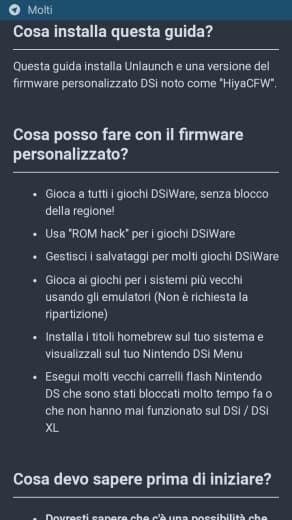 Molti
Cosa installa questa guida?
Questa guida installa Unlaunch e una versione del
firmware personalizzato DSi noto come "HiyaCFW".
Cosa posso fare con il firmware
personalizzato?
• Gioca a tutti i giochi DSiWare, senza blocco
della regione!
• Usa "ROM hack" per i giochi DSiWare
• Gestisci i salvataggi per molti giochi DSiWare
• Gioca ai giochi per i sistemi più vecchi
usando gli emulatori (Non è richiesta la
ripartizione)
• Installa i titoli homebrew sul tuo sistema e
visualizzali sul tuo Nintendo DSi Menu
• Esegui molti vecchi carrelli flash Nintendo
DS che sono stati bloccati molto tempo fa o
che non hanno mai funzionato sul DSi / DSi
XL
Cosa devo sapere prima di iniziare?
• Dovresti sapere che c'è una possibilità che